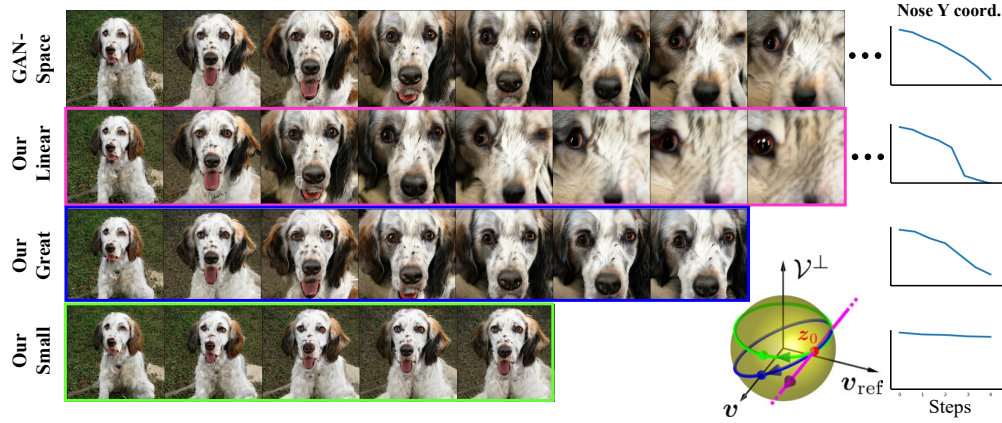 GAN-
Space
Our
Linear
Our
Great
Our
Small
Nose Y coord.
𝒱⊥
z0
v
vref
0 1 2 3 4
Steps